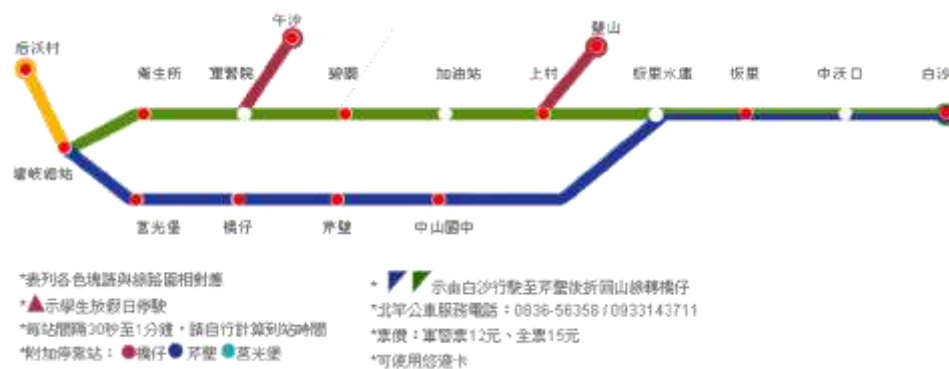 午沙
壁山
后沃村
衛生所
軍醫院
碧園
加油站
上村
板里水庫
板里
中沃口
白沙
塘岐總站
莒光堡
橋仔
芹壁
中山國中
*表列各色塊請與線路圖相對應
*▲示學生放假日停駛
*每站間隔30秒至1分鐘，請自行計算到站時間
*附加停靠站：●橋仔●芹壁●莒光堡
*示由白沙行駛至芹壁後折回山線轉橋仔
*北竿公車服務電話：0836-56358/0933143711
*票價：軍警票12元、全票15元
*可使用悠遊卡